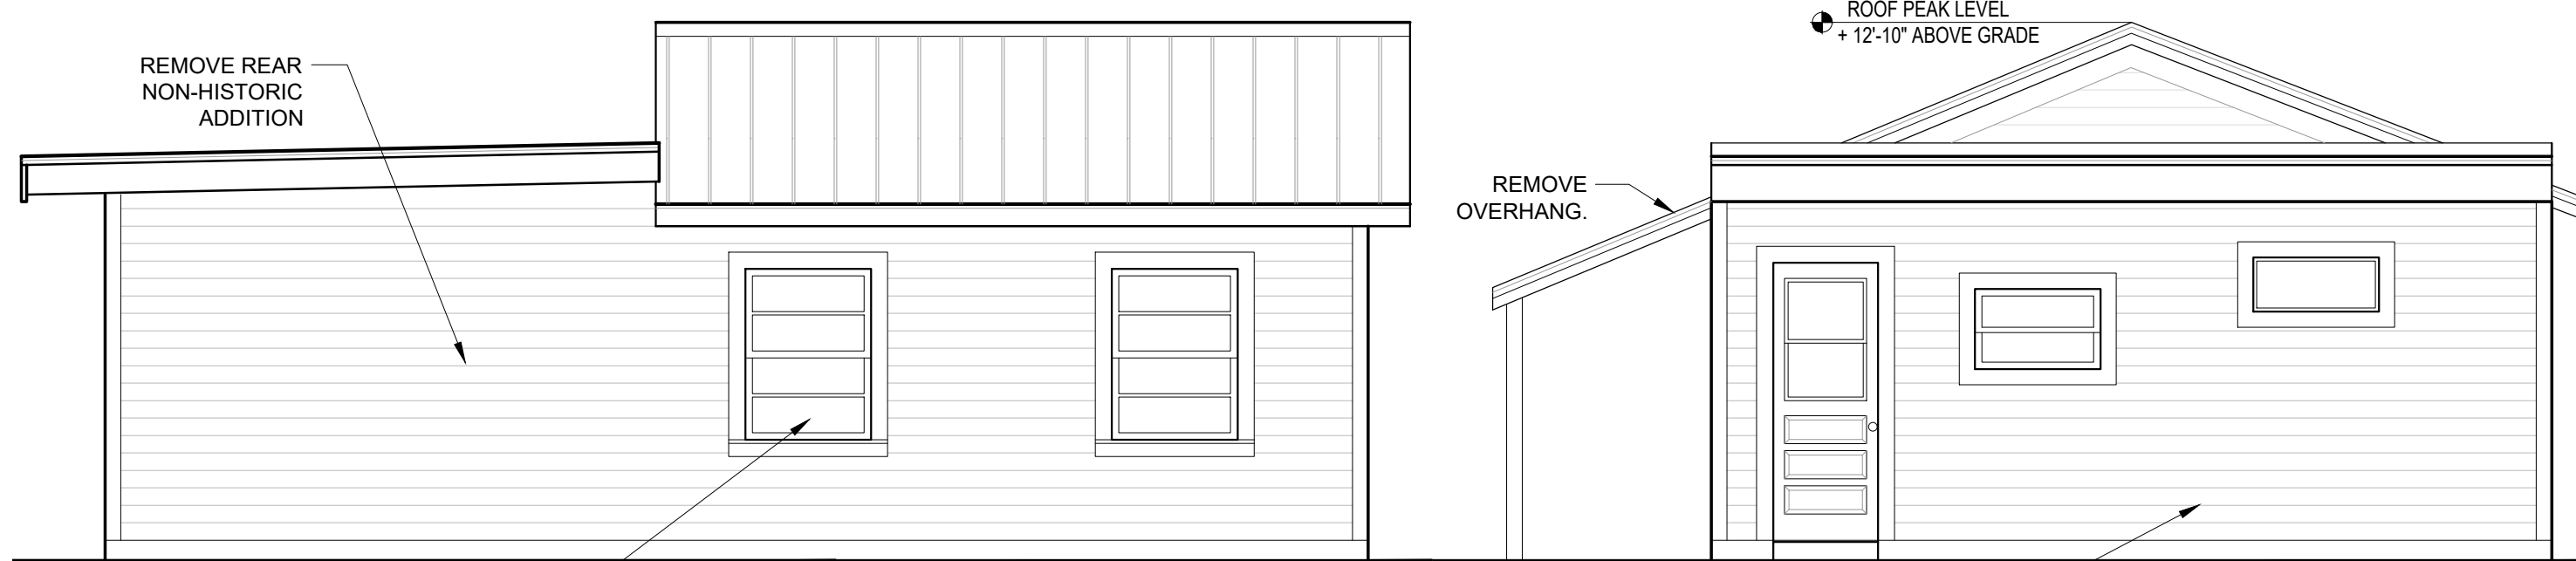 REMOVE REAR
NON-HISTORIC
ADDITION
ROOF PEAK LEVEL
+ 12'-10" ABOVE GRADE
REMOVE
OVERHANG.